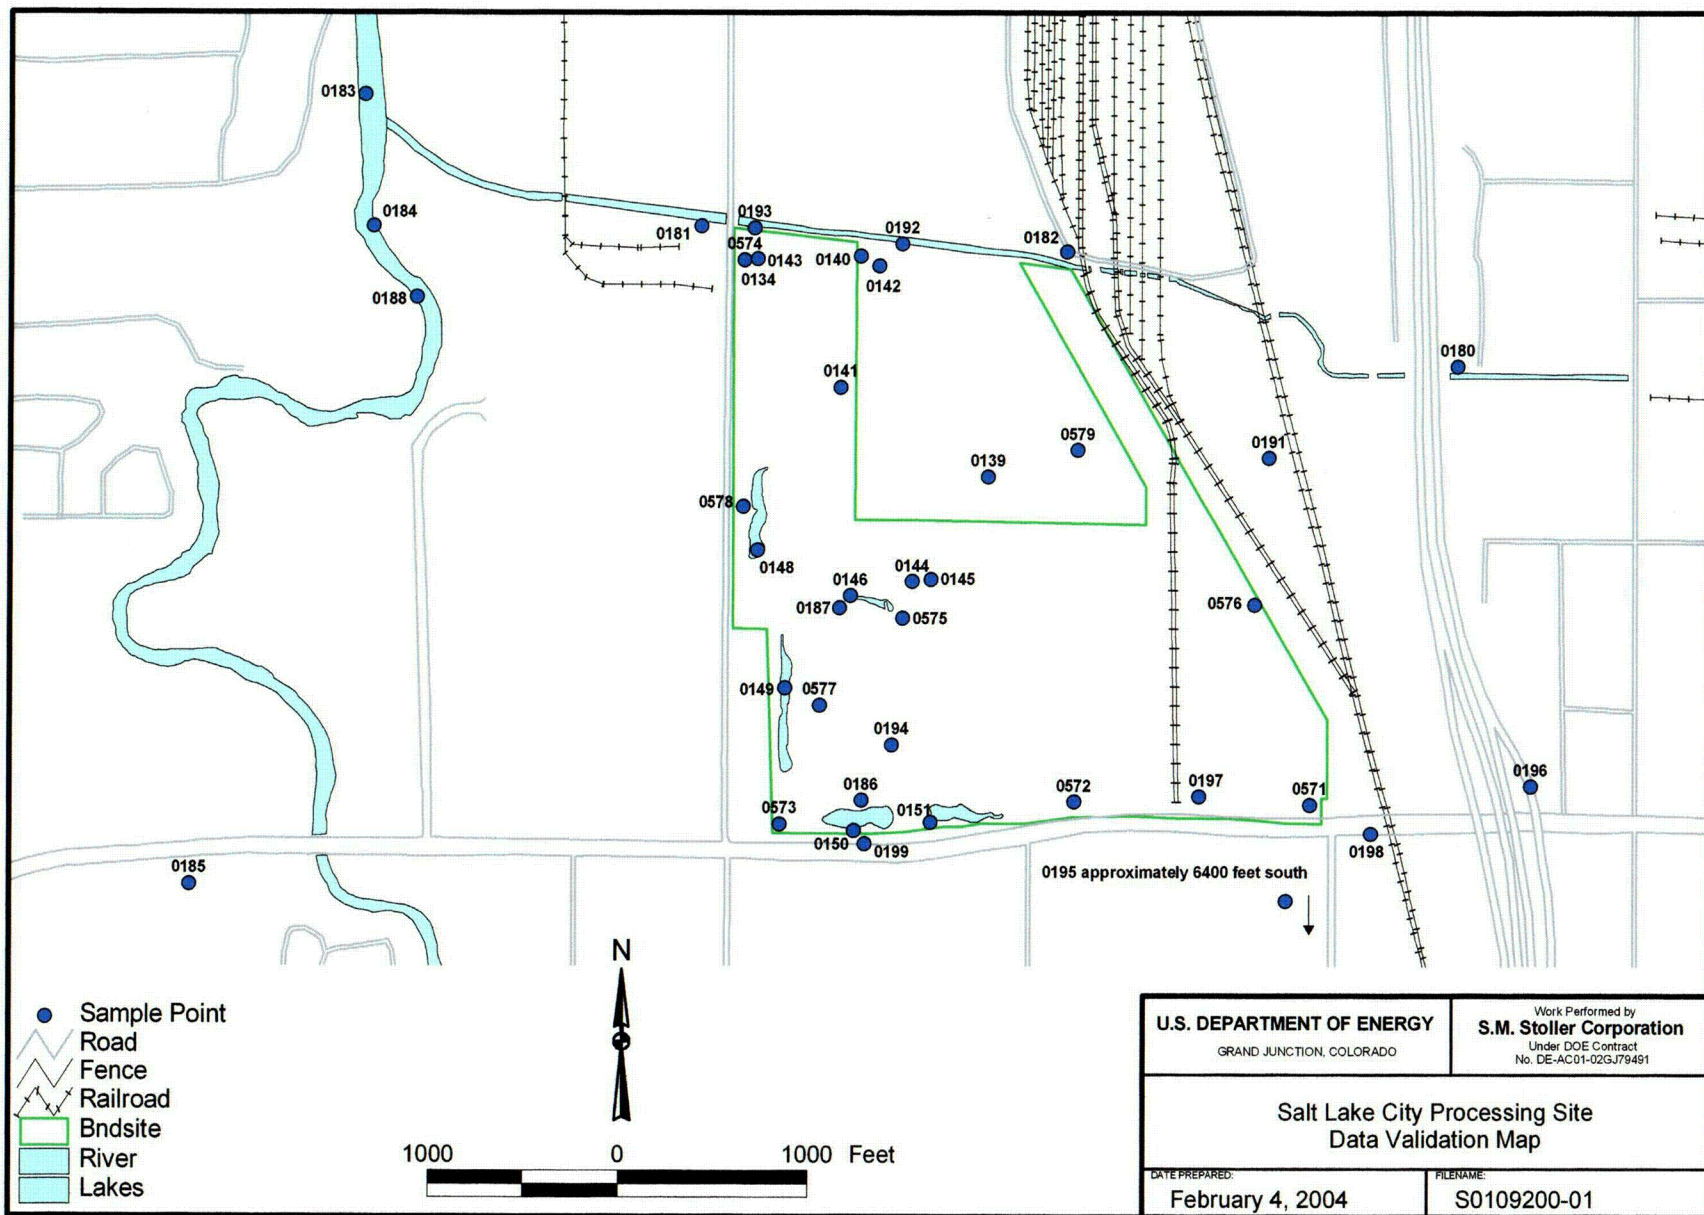 0183
0184
0193
0181
0192
0182
0574
0143
0140
0134
0142
0188
0180
0141
0579
0191
0139
0578
0148
0144
0145
0146
0187
0575
0576
0149
0577
0194
0186
0572
0197
0571
0196
0573
0151
0150
0199
0198
0185
0195 approximately 6400 feet south
N
Sample Point
Road
Fence
Railroad
Bndsite
River
Lakes
1000 0 1000 Feet
U.S. DEPARTMENT OF ENERGY
GRAND JUNCTION, COLORADO
Work Performed by
S.M. Stoller Corporation
Under DOE Contract
No. DE-AC01-02GJ79491
Salt Lake City Processing Site
Data Validation Map
DATE PREPARED:
February 4, 2004
FILENAME:
S0109200-01